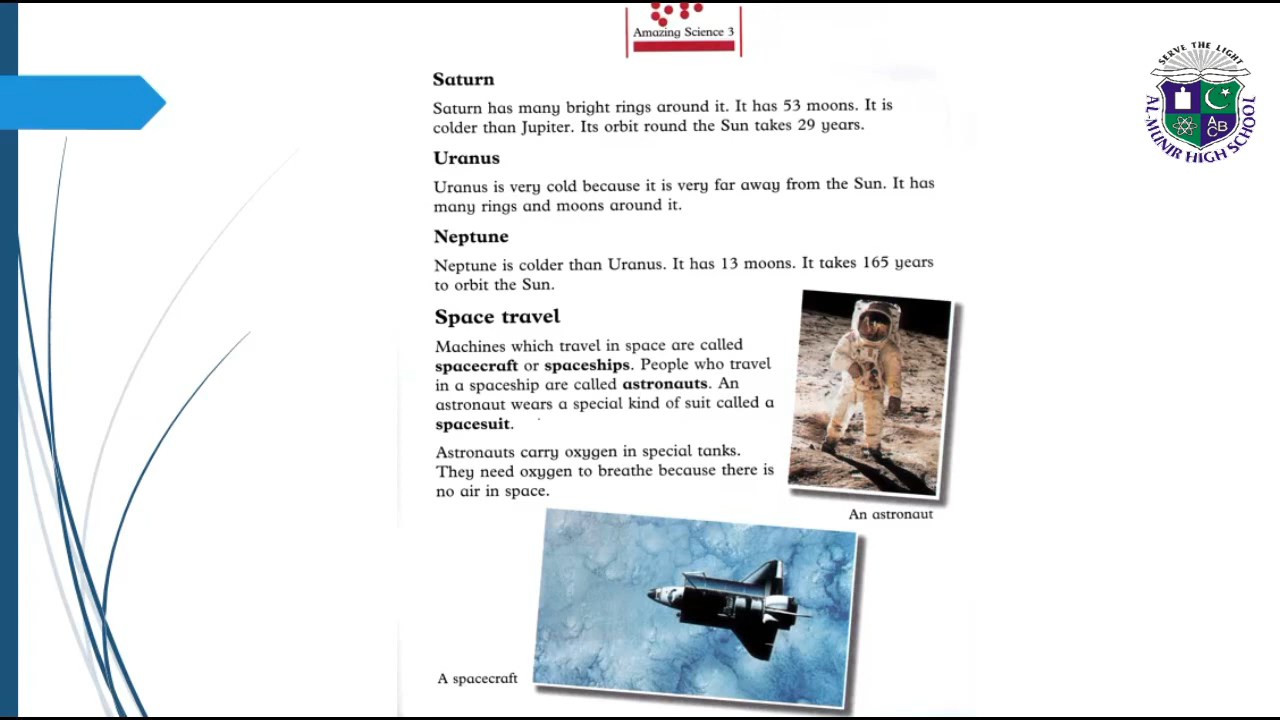 Amazing Science 3
SERVE THE LIGHT
AL-MUNIR HIGH SCHOOL
A B
C
Saturn
Saturn has many bright rings around it. It has 53 moons. It is
colder than Jupiter. Its orbit round the Sun takes 29 years.
Uranus
Uranus is very cold because it is very far away from the Sun. It has
many rings and moons around it.
Neptune
Neptune is colder than Uranus. It has 13 moons. It takes 165 years
to orbit the Sun.
Space travel
Machines which travel in space are called
spacecraft or spaceships. People who travel
in a spaceship are called astronauts. An
astronaut wears a special kind of suit called a
spacesuit.
Astronauts carry oxygen in special tanks.
They need oxygen to breathe because there is
no air in space.
An astronaut
A spacecraft